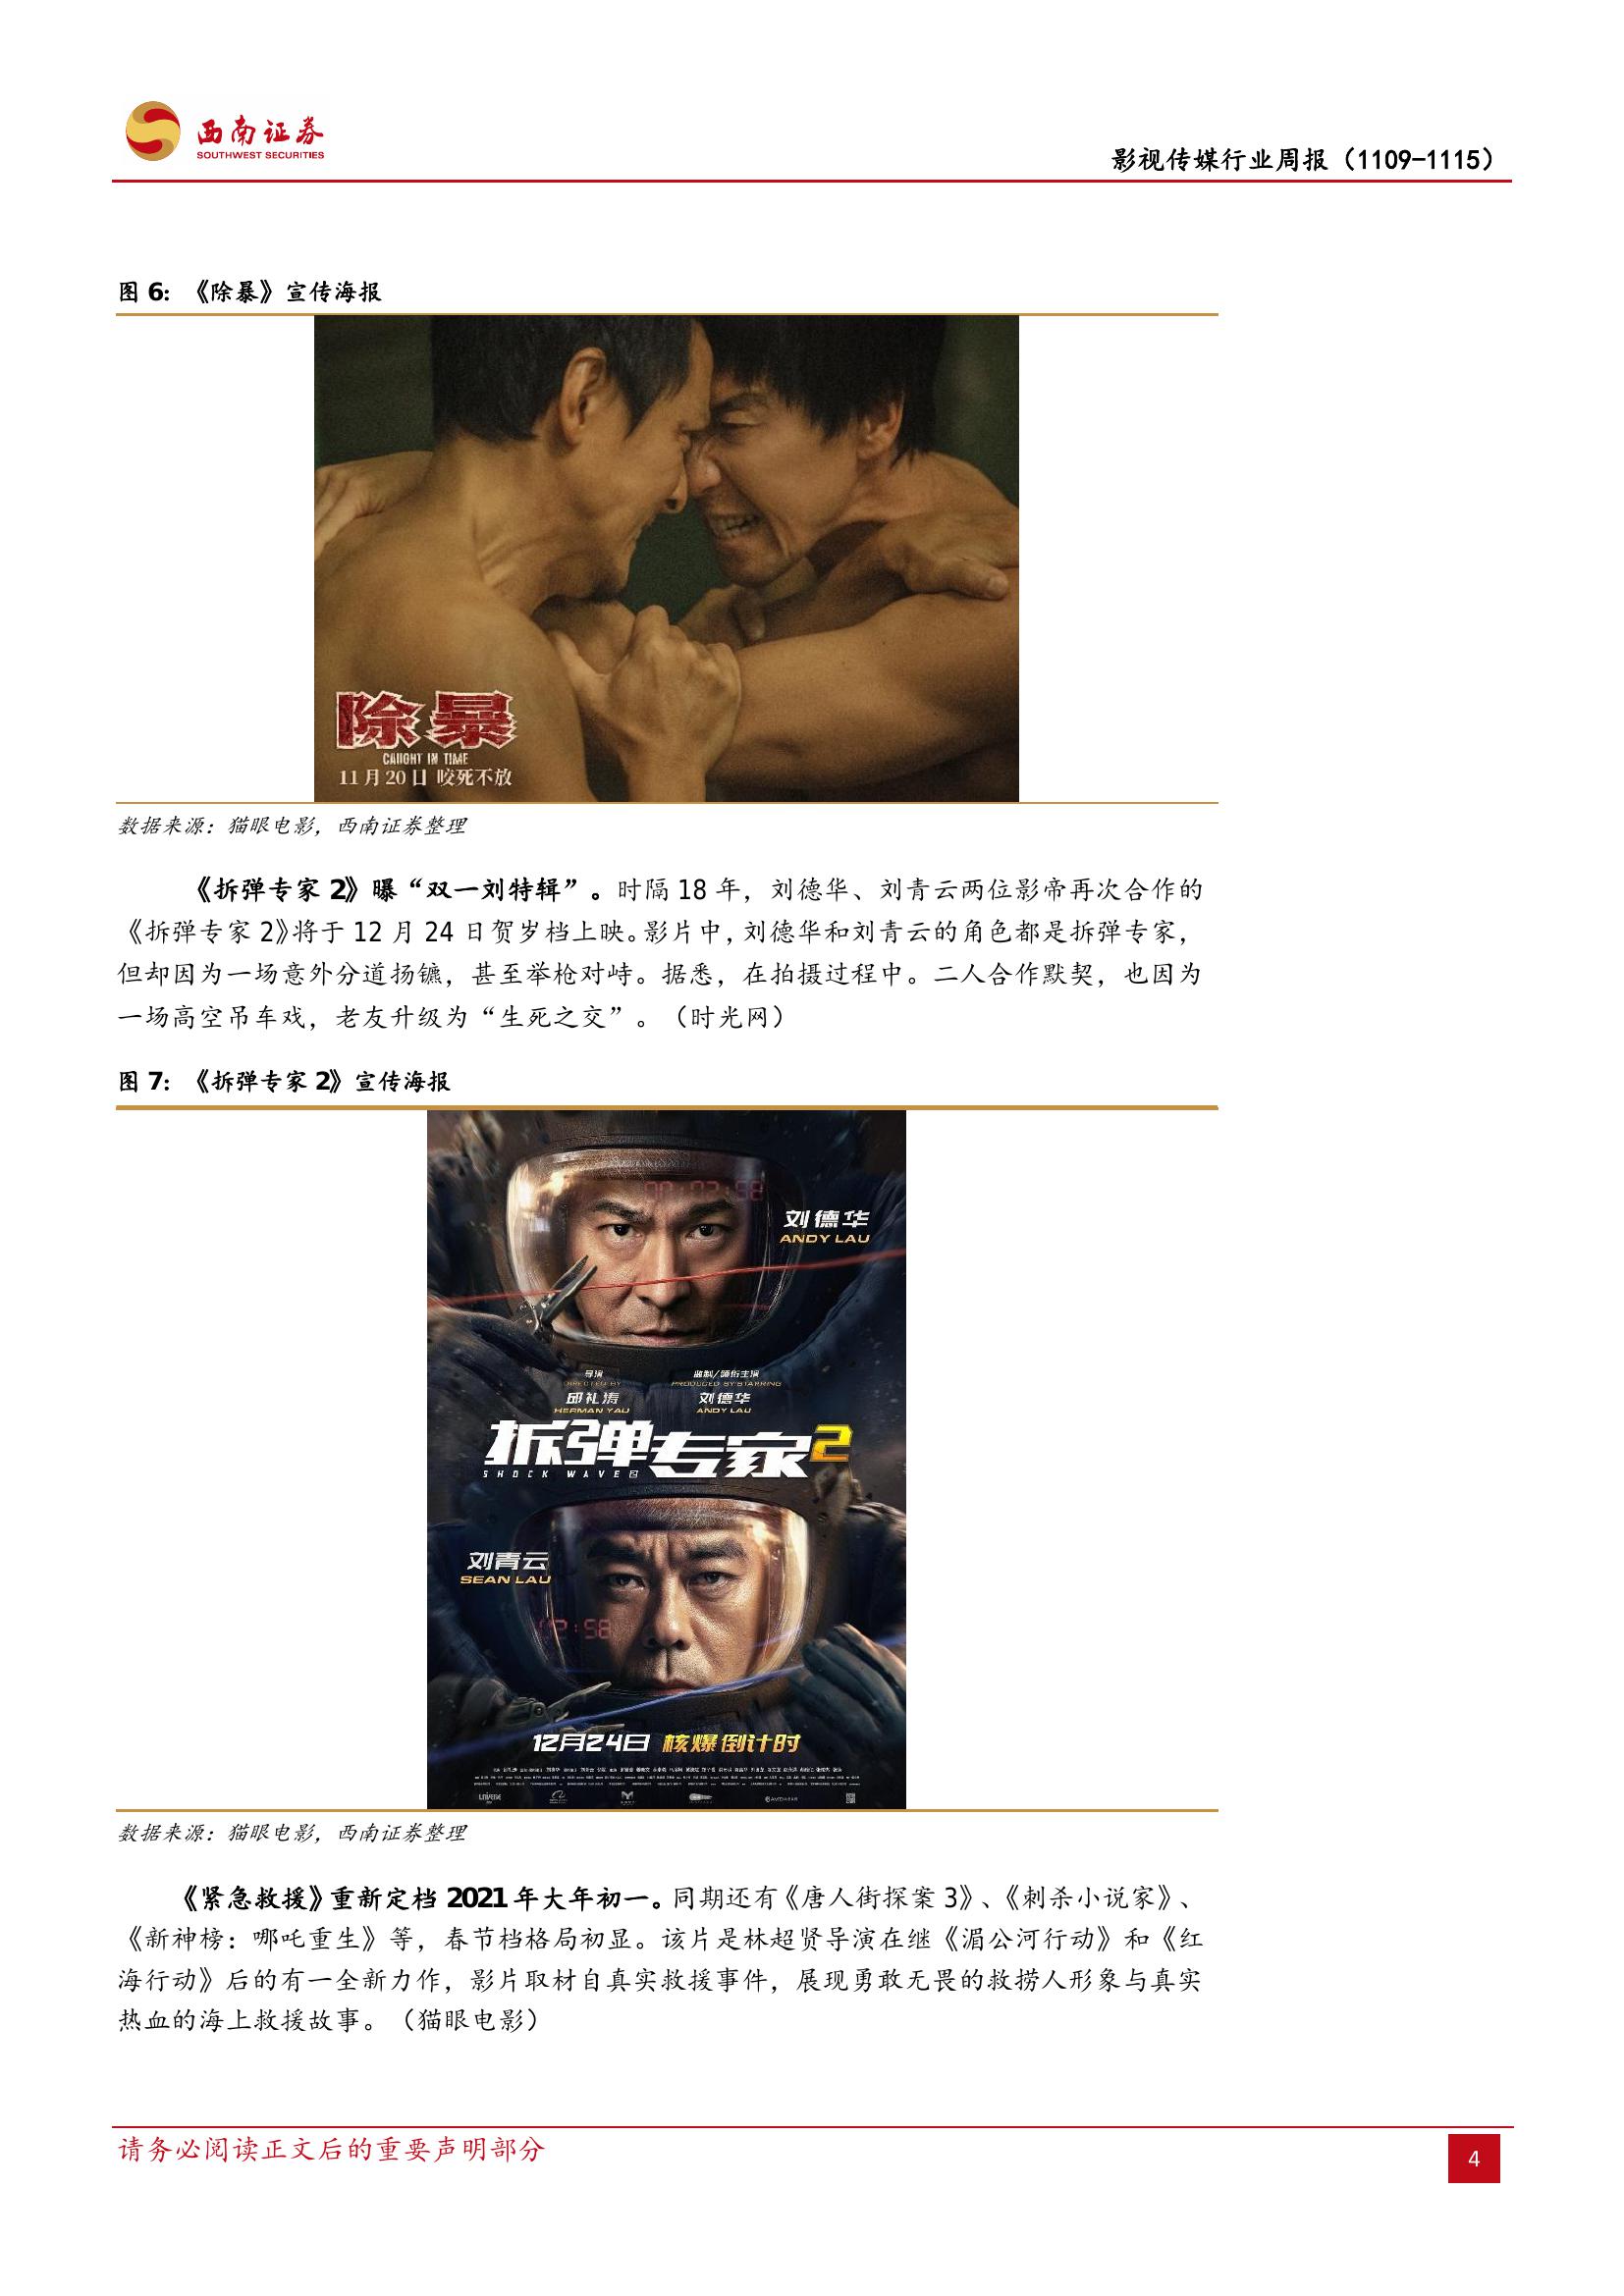 西南证券
SOUTHWEST SECURITIES
影视传媒行业周报（1109-1115）
图 6：《除暴》宣传海报
除暴
CAUGHT IN TIME
11月20日 咬死不放
数据来源：猫眼电影，西南证券整理
《拆弹专家 2》曝“双一刘特辑”。时隔 18 年，刘德华、刘青云两位影帝再次合作的
《拆弹专家 2》将于 12 月 24 日贺岁档上映。影片中，刘德华和刘青云的角色都是拆弹专家，
但却因为一场意外分道扬镳，甚至举枪对峙。据悉，在拍摄过程中。二人合作默契，也因为
一场高空吊车戏，老友升级为“生死之交”。（时光网）
图 7：《拆弹专家 2》宣传海报
00:02:58
刘德华
ANDY LAU
导演 监制/领衔主演
DIRECTED BY PRODUCED BY/STARRING
邱礼涛 刘德华
HERMAN YAU ANDY LAU
拆弹专家2
SHOCK WAVE 2
刘青云
SEAN LAU
02:58
12月24日 核爆倒计时
UNIVERSE
数据来源：猫眼电影，西南证券整理
《紧急救援》重新定档 2021 年大年初一。同期还有《唐人街探案 3》、《刺杀小说家》、
《新神榜：哪吒重生》等，春节档格局初显。该片是林超贤导演在继《湄公河行动》和《红
海行动》后的有一全新力作，影片取材自真实救援事件，展现勇敢无畏的救捞人形象与真实
热血的海上救援故事。（猫眼电影）
请务必阅读正文后的重要声明部分
4